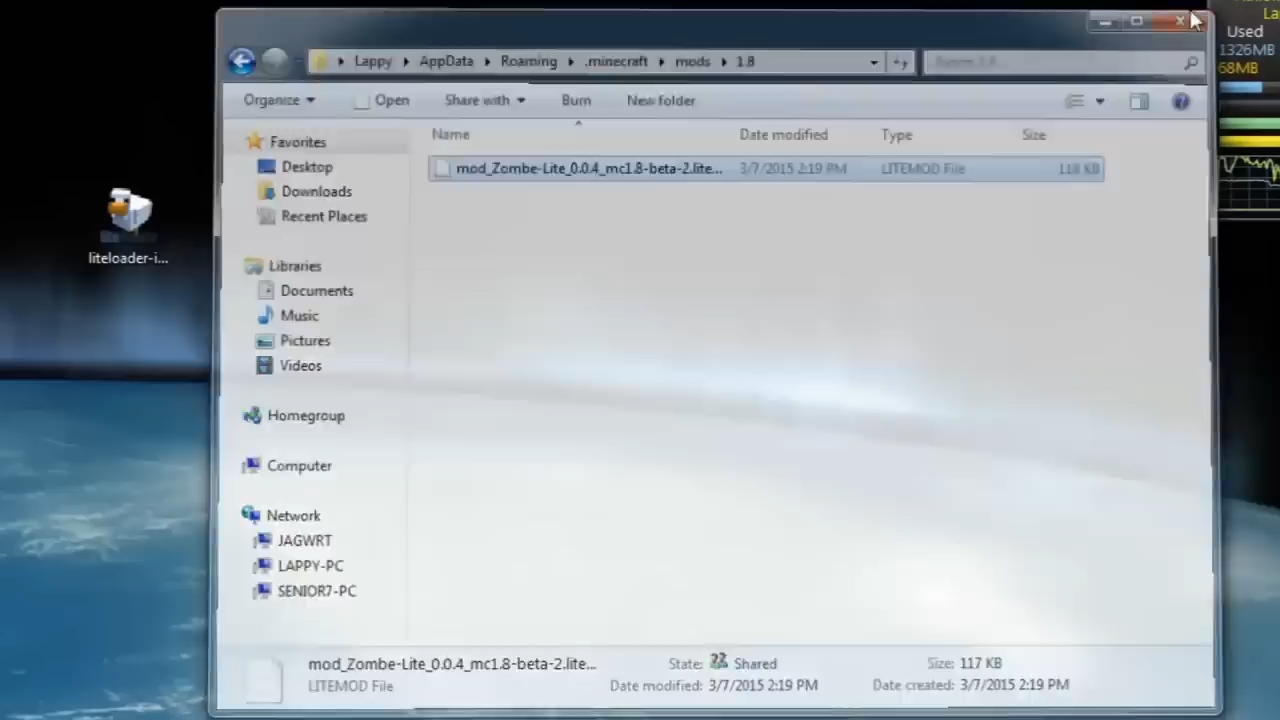 La
Used
1326MB
68MB
Lappy AppData Roaming .minecraft mods 1.8
Organize Open Share with Burn New folder
Name Date modified Type Size
mod_Zombe-Lite_0.0.4_mc1.8-beta-2.lite... 3/7/2015 2:19 PM LITEMOD File 118 KB
Favorites
Desktop
Downloads
Recent Places
Libraries
Documents
Music
Pictures
Videos
Homegroup
Computer
Network
JAGWRT
LAPPY-PC
SENIOR7-PC
liteloader-i...
mod_Zombe-Lite_0.0.4_mc1.8-beta-2.lite... State: Shared Size: 117 KB
LITEMOD File Date modified: 3/7/2015 2:19 PM Date created: 3/7/2015 2:19 PM